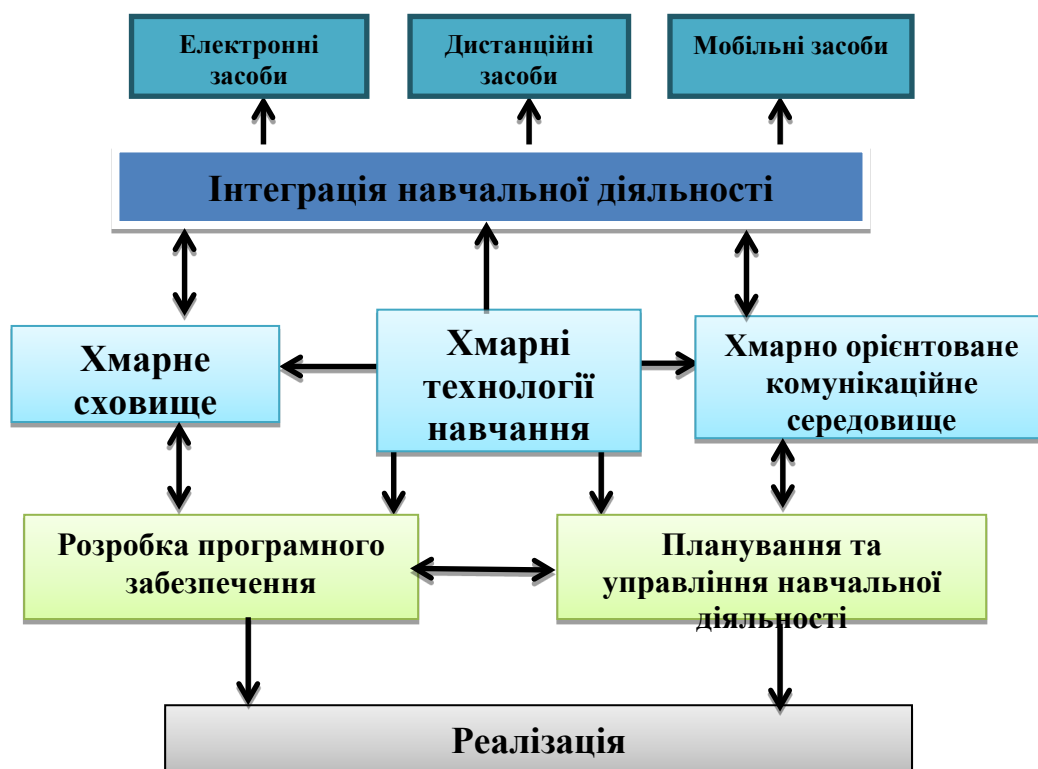 Електронні
засоби
Дистанційні
засоби
Мобільні засоби
Інтеграція навчальної діяльності
Хмарне
сховище
Хмарні
технології
навчання
Хмарно орієнтоване
комунікаційне
середовище
Розробка програмного
забезпечення
Планування та
управління навчальної
діяльності
Реалізація